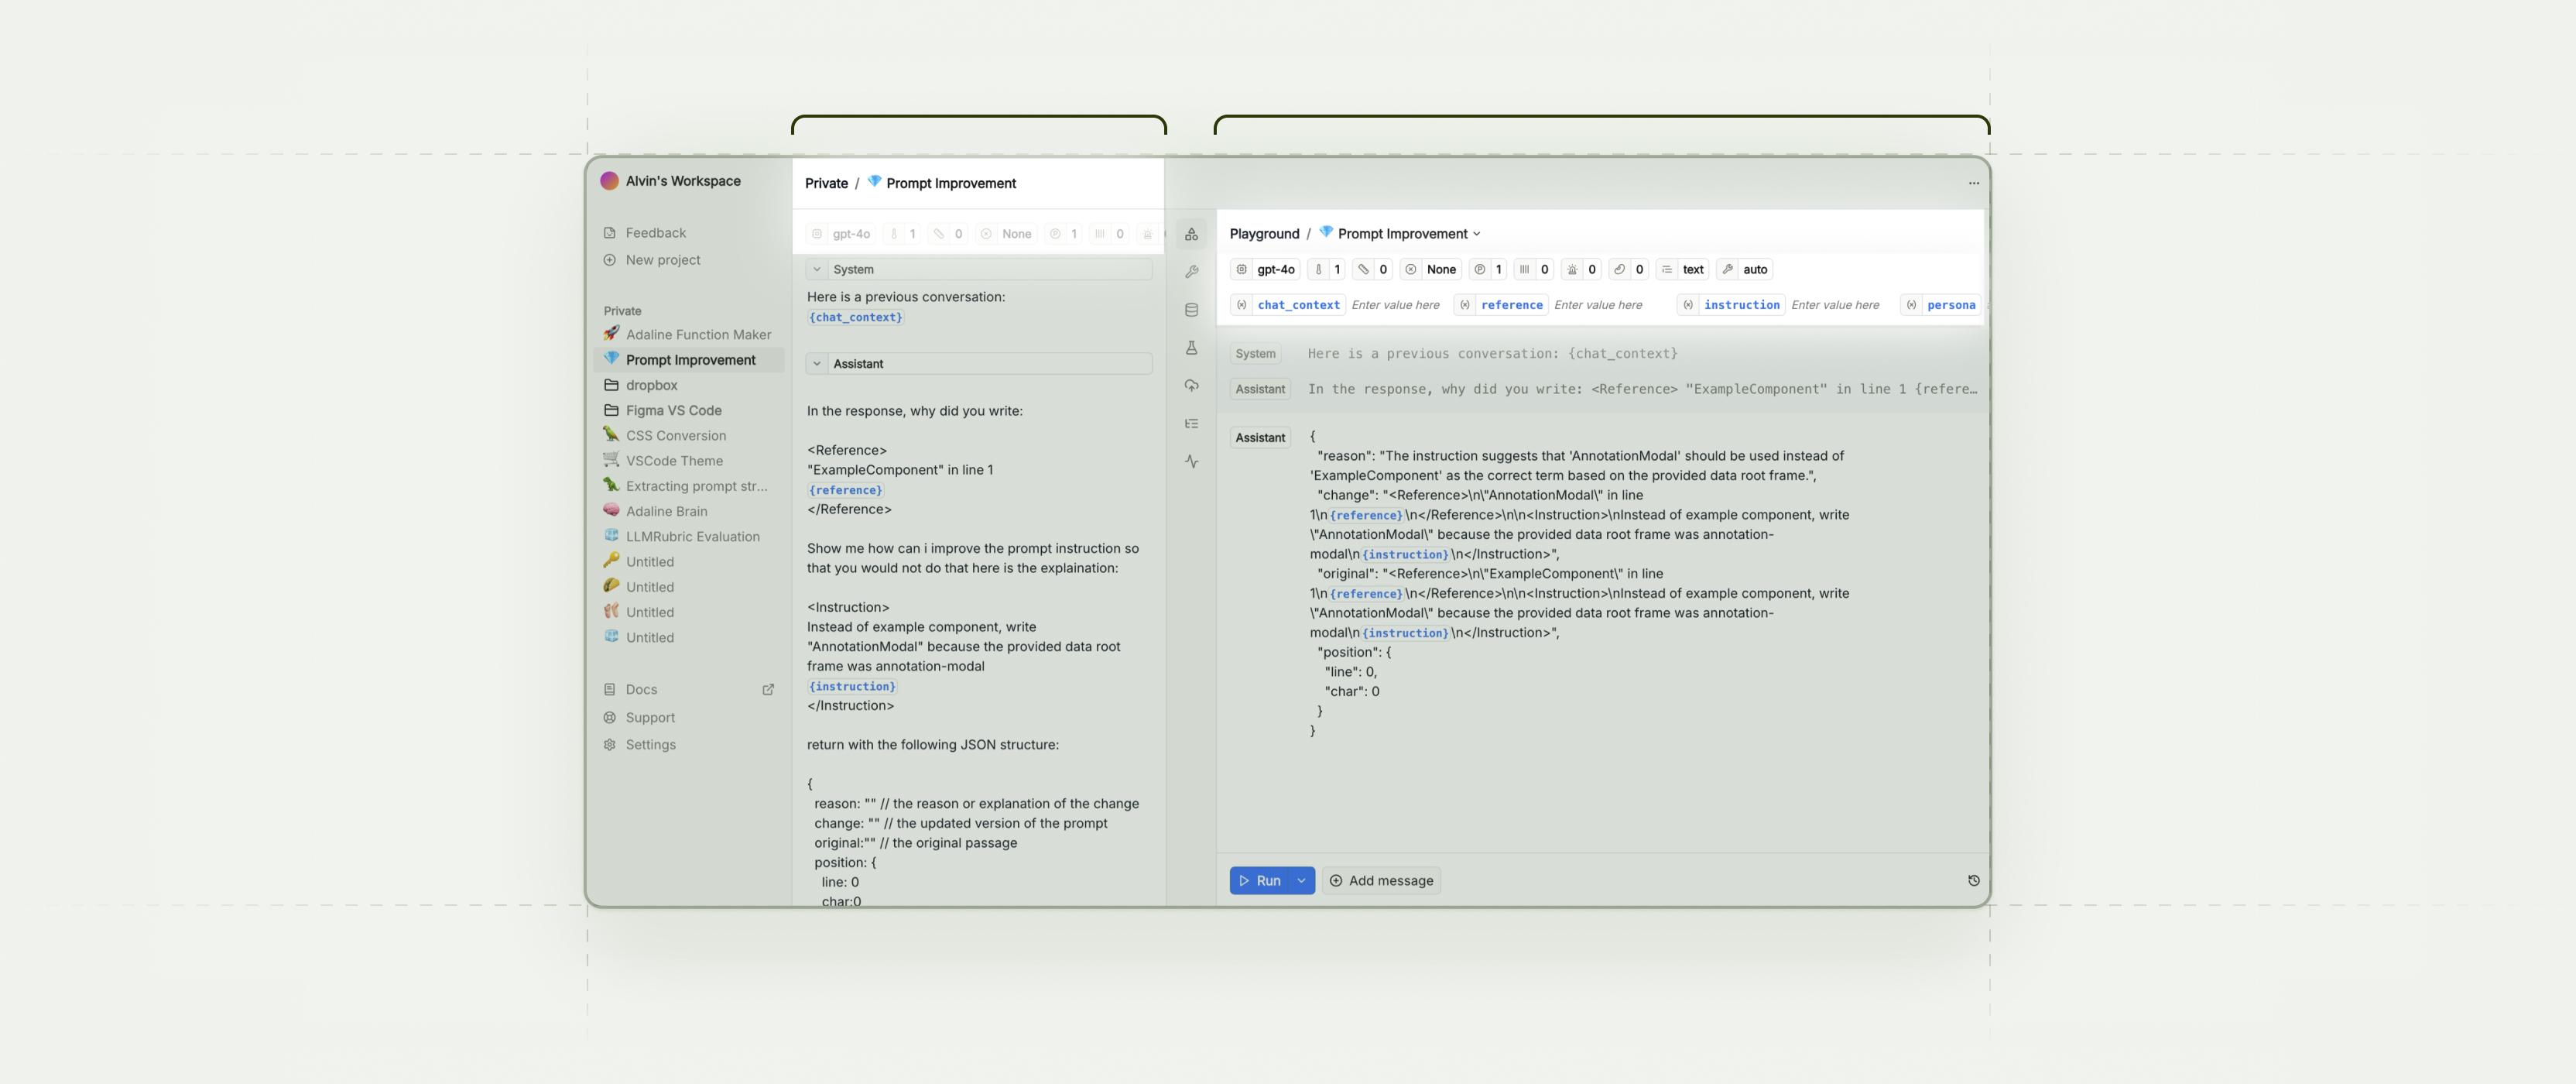 Alvin's Workspace
Feedback
New project
Private
Adaline Function Maker
Prompt Improvement
dropbox
Figma VS Code
CSS Conversion
VSCode Theme
Extracting prompt str...
Adaline Brain
LLMRubric Evaluation
Untitled
Untitled
Untitled
Untitled
Docs
Support
Settings
Private / Prompt Improvement
gpt-4o 1 0 None 1 0
System
Here is a previous conversation:
{chat_context}
Assistant
In the response, why did you write:
<Reference>
"ExampleComponent" in line 1
{reference}
</Reference>
Show me how can i improve the prompt instruction so
that you would not do that here is the explaination:
<Instruction>
Instead of example component, write
"AnnotationModal" because the provided data root
frame was annotation-modal
{instruction}
</Instruction>
return with the following JSON structure:
{
reason: "" // the reason or explanation of the change
change: "" // the updated version of the prompt
original:"" // the original passage
position: {
line: 0
char:0
Playground / Prompt Improvement
gpt-4o 1 0 None 1 0 0 0 text auto
chat_context Enter value here reference Enter value here instruction Enter value here persona
System Here is a previous conversation: {chat_context}
Assistant In the response, why did you write: <Reference> "ExampleComponent" in line 1 {refere…
Assistant {
"reason": "The instruction suggests that 'AnnotationModal' should be used instead of
'ExampleComponent' as the correct term based on the provided data root frame.",
"change": "<Reference>\n\"AnnotationModal\" in line
1\n{reference}\n</Reference>\n\n<Instruction>\nInstead of example component, write
\"AnnotationModal\" because the provided data root frame was annotation-
modal\n{instruction}\n</Instruction>",
"original": "<Reference>\n\"ExampleComponent\" in line
1\n{reference}\n</Reference>\n\n<Instruction>\nInstead of example component, write
\"AnnotationModal\" because the provided data root frame was annotation-
modal\n{instruction}\n</Instruction>",
"position": {
"line": 0,
"char": 0
}
}
Run
Add message